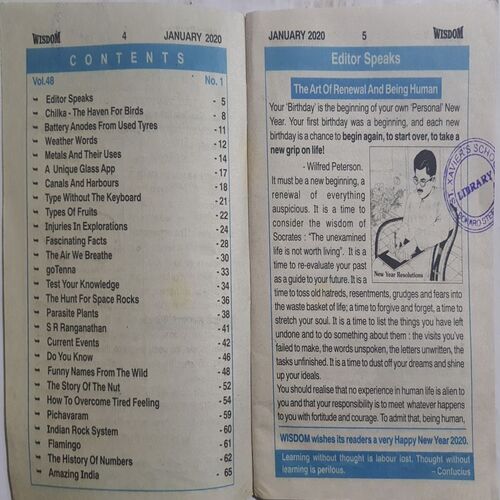 WISDOM 4 JANUARY 2020
CONTENTS
Vol.48 No. 1
Editor Speaks - 5
Chilka - The Haven For Birds - 8
Battery Anodes From Used Tyres - 11
Weather Words - 12
Metals And Their Uses - 14
A Unique Glass App - 17
Canals And Harbours - 18
Type Without The Keyboard - 21
Types Of Fruits - 22
Injuries In Explorations - 24
Fascinating Facts - 28
The Air We Breathe - 30
goTenna - 33
Test Your Knowledge - 34
The Hunt For Space Rocks - 36
Parasite Plants - 38
S R Ranganathan - 41
Current Events - 42
Do You Know - 46
Funny Names From The Wild - 48
The Story Of The Nut - 52
How To Overcome Tired Feeling - 54
Pichavaram - 59
Indian Rock System - 60
Flamingo - 61
The History Of Numbers - 62
Amazing India - 65
JANUARY 2020 5 WISDOM
Editor Speaks
The Art Of Renewal And Being Human
Your 'Birthday' is the beginning of your own 'Personal' New
Year. Your first birthday was a beginning, and each new
birthday is a chance to begin again, to start over, to take a
new grip on life!
- Wilfred Peterson.
It must be a new beginning, a
renewal of everything
auspicious. It is a time to
consider the wisdom of
Socrates : "The unexamined
life is not worth living". It is a
time to re-evaluate your past
as a guide to your future. It is a
New Year Resolutions
time to toss old hatreds, resentments, grudges and fears into
the waste basket of life; a time to forgive and forget, a time to
stretch your soul. It is a time to list the things you have left
undone and to do something about them : the visits you've
failed to make, the words unspoken, the letters unwritten, the
tasks unfinished. It is a time to dust off your dreams and shine
up your ideals.
You should realise that no experience in human life is alien to
you and that your responsibility is to meet whatever happens
to you with fortitude and courage. To admit that, being human,
WISDOM wishes its readers a very Happy New Year 2020.
Learning without thought is labour lost. Thought without
learning is perilous. - Confucius
ST. XAVIER'S SCHOOL
LIBRARY